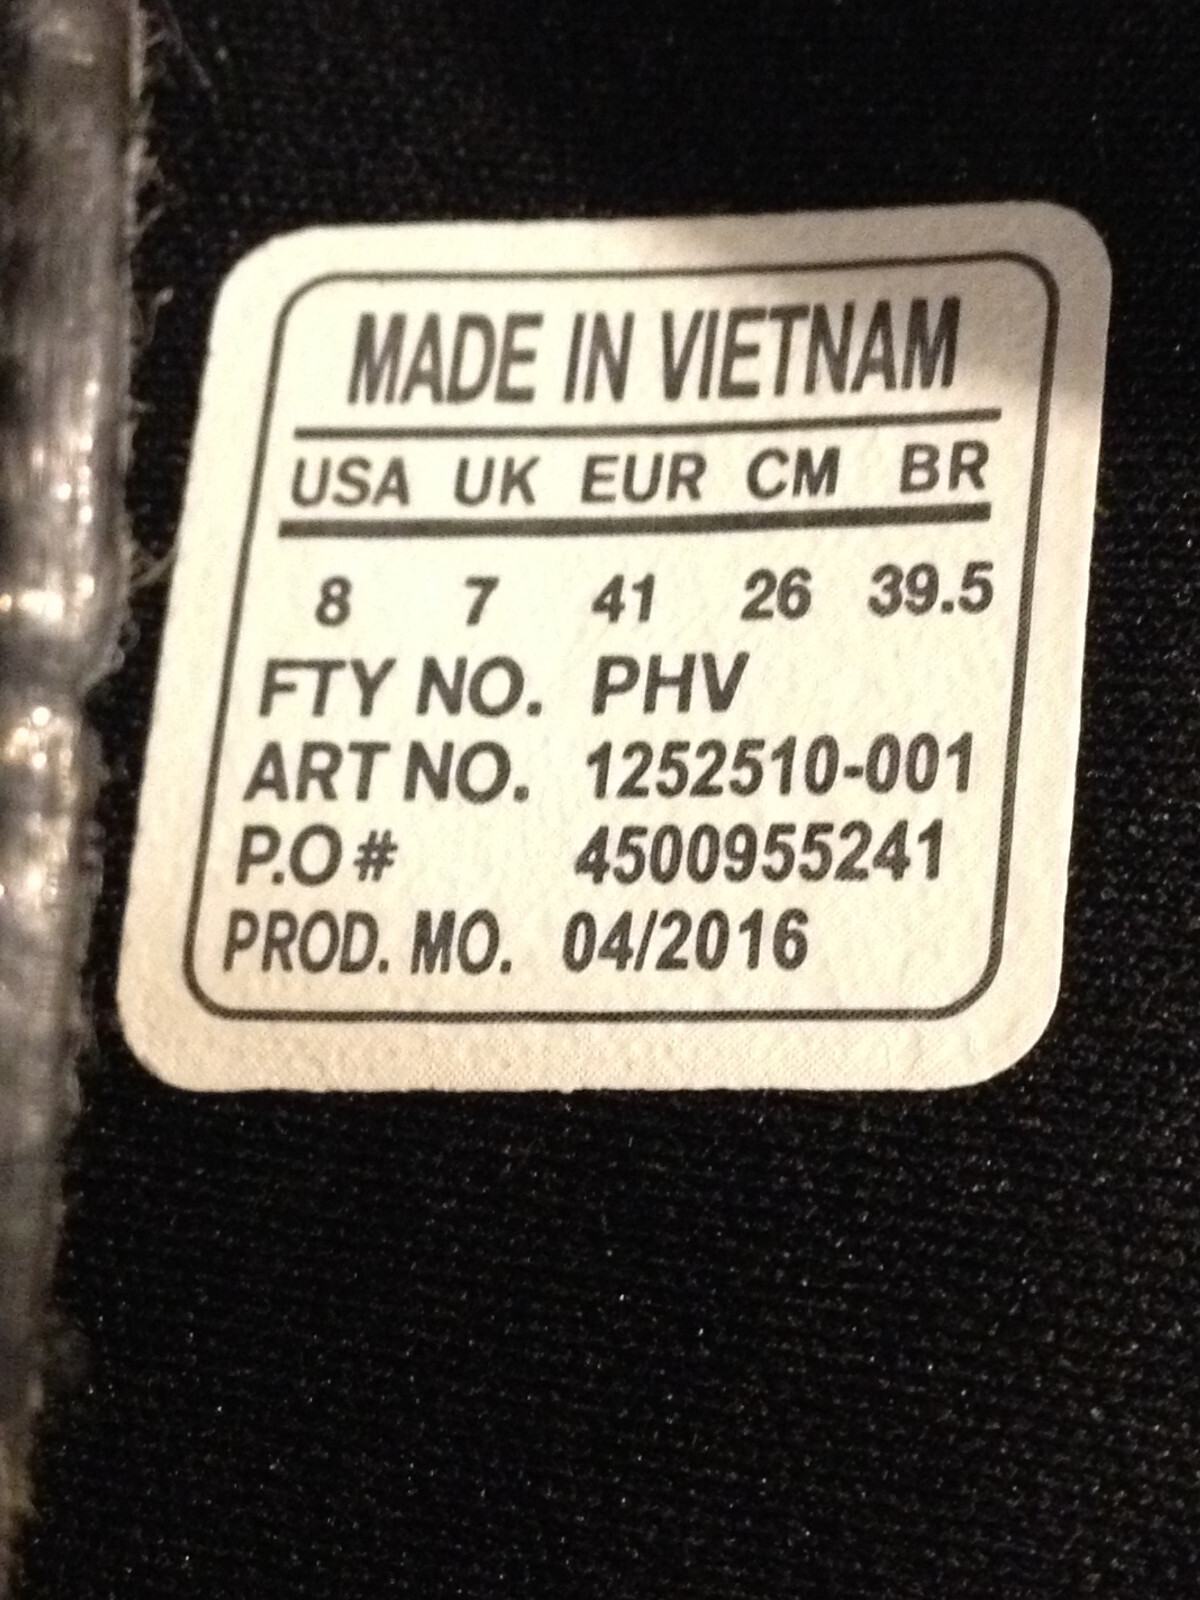 MADE IN VIETNAM
USA UK EUR CM BR
8 7 41 26 39.5
FTY NO. PHV
ART NO. 1252510-001
P.O# 4500955241
PROD. MO. 04/2016